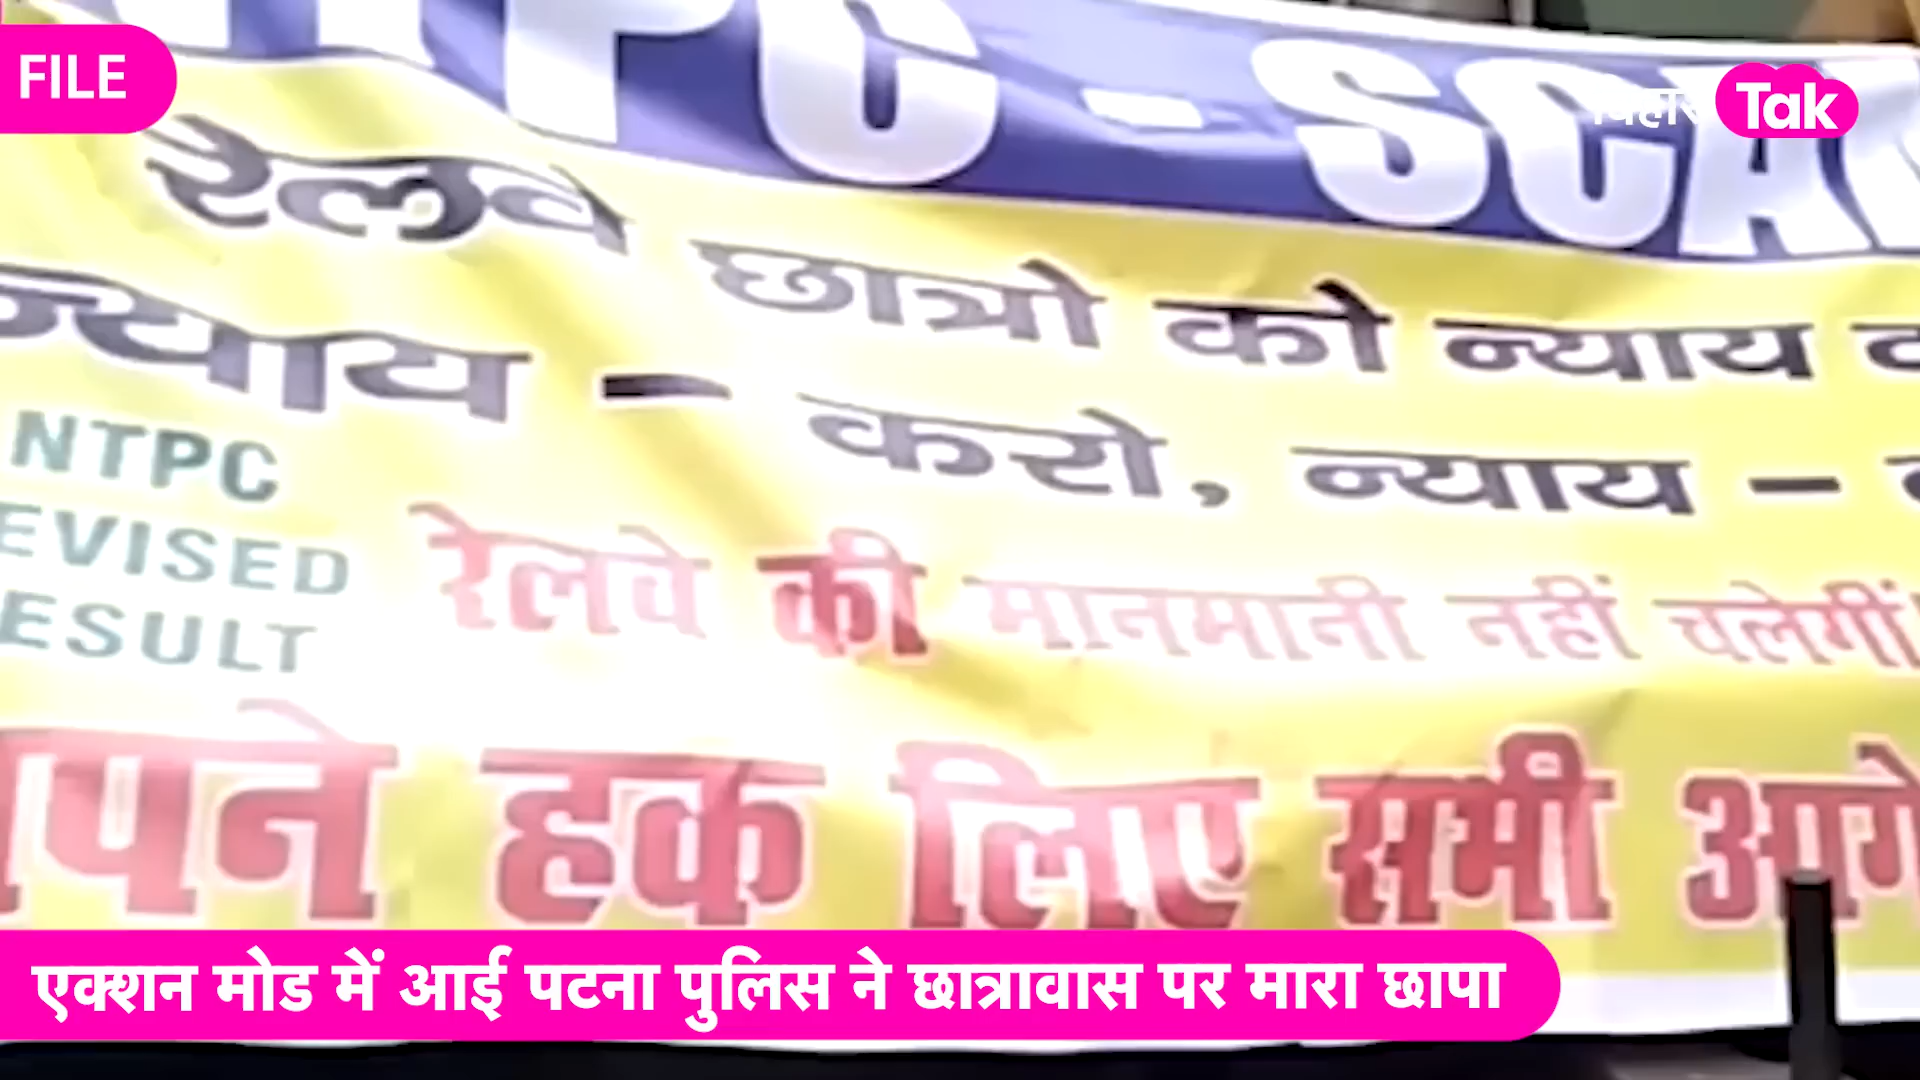 FILE
NTPC - SCAM
बिहार Tak
रेलवे छात्रो को न्याय
न्याय - करो, न्याय -
NTPC
EVISED
ESULT
रेलवे की मानमानी नहीं चलेगीं
पने हक लिए सभी आगे
एक्शन मोड में आई पटना पुलिस ने छात्रावास पर मारा छापा